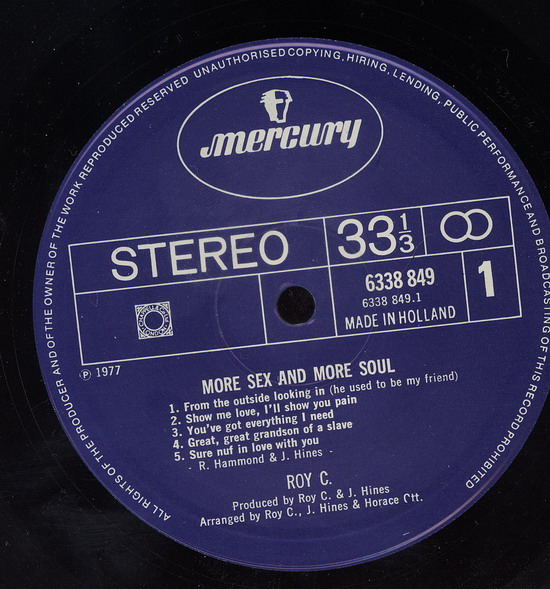 ALL RIGHTS OF THE PRODUCER AND OF THE OWNER OF THE WORK REPRODUCED RESERVED UNAUTHORISED COPYING, HIRING, LENDING, PUBLIC PERFORMANCE AND BROADCASTING OF THIS RECORD PROHIBITED
mercury
STEREO
33 1/3
6338 849
6338 849.1
MADE IN HOLLAND
1
℗ 1977
MORE SEX AND MORE SOUL
1. From the outside looking in (he used to be my friend)
2. Show me love, I'll show you pain
3. You've got everything I need
4. Great, great grandson of a slave
5. Sure nuf in love with you
- R. Hammond & J. Hines -
ROY C.
Produced by Roy C. & J. Hines
Arranged by Roy C., J. Hines & Horace Ott.